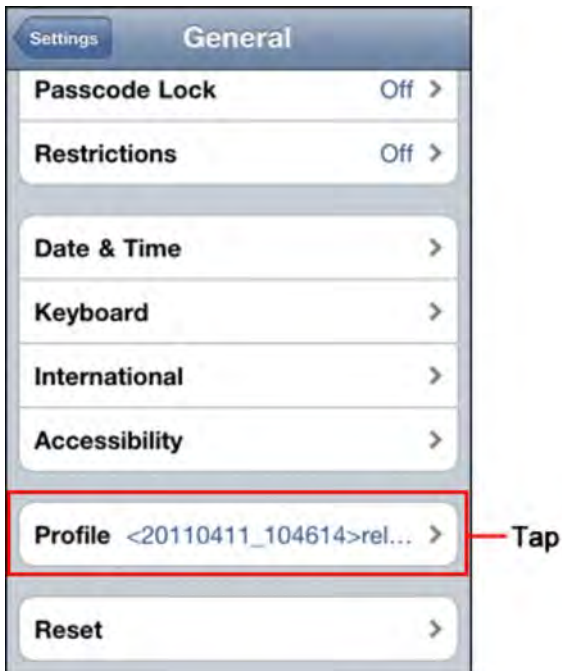 Settings General
Passcode Lock Off
Restrictions Off
Date & Time
Keyboard
International
Accessibility
Profile <20110411_104614>rel... Tap
Reset